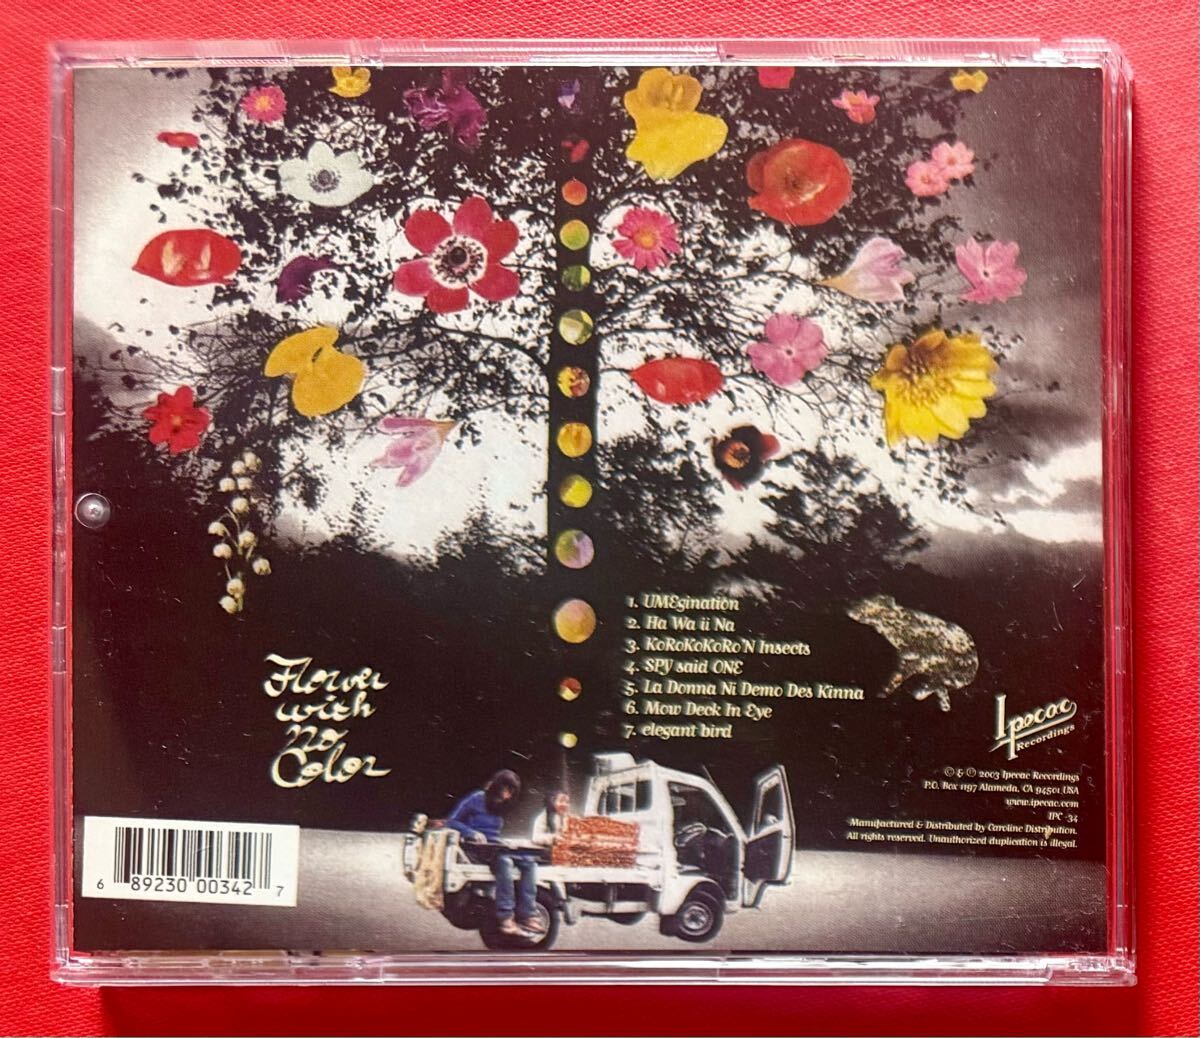 1. UMEgination
2. Ha Wa ii Na
3. KoRoKoKoRo'N Insects
4. SPY said ONE
5. La Donna Ni Demo Des Kinna
6. Mow Deck In Eye
7. elegant bird
Flower
with
no
Color
Ipecac
Recordings
© & ℗ 2003 Ipecac Recordings
P.O. Box 1197 Alameda, CA 94501 USA
www.ipecac.com
IPC -34
Manufactured & Distributed by Caroline Distribution.
All rights reserved. Unauthorized duplication is illegal.
6 89230 00342 7